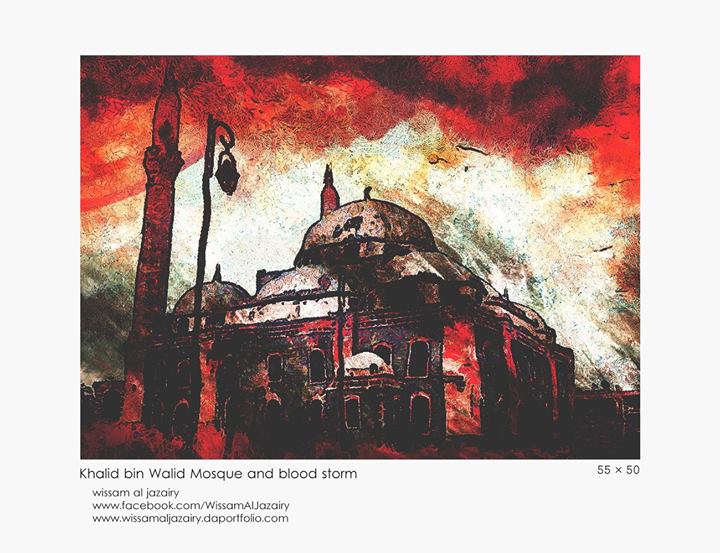 Khalid bin Walid Mosque and blood storm
55 × 50
wissam al jazairy
www.facebook.com/WissamAlJazairy
www.wissamaljazairy.daportfolio.com